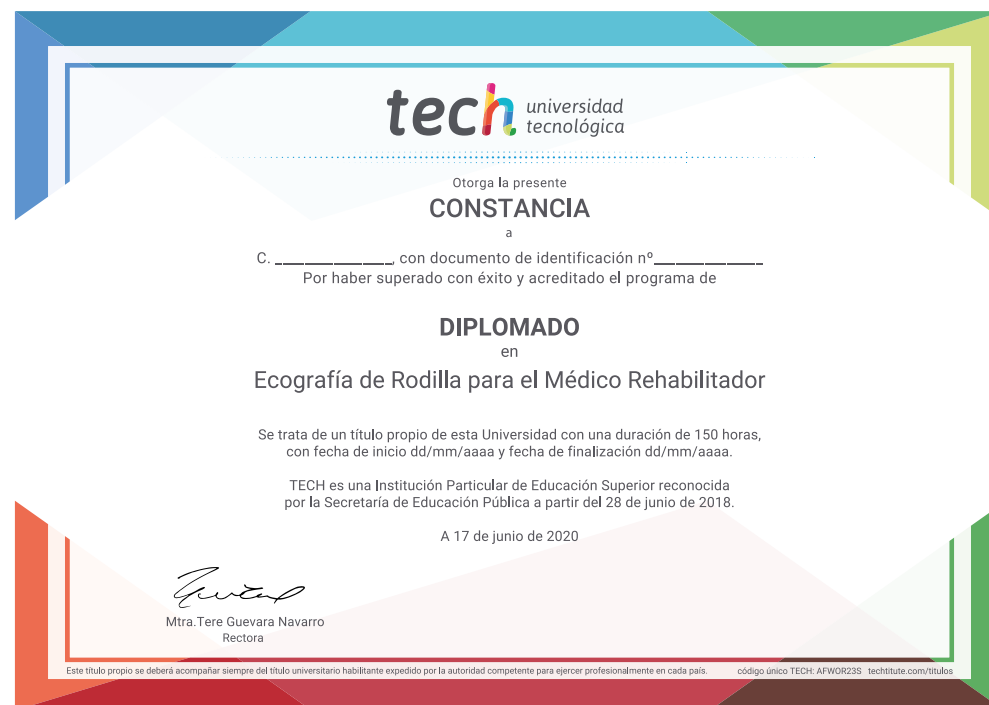 tech universidad
tecnológica
Otorga la presente
CONSTANCIA
a
C. ________________, con documento de identificación nº_______________
Por haber superado con éxito y acreditado el programa de
DIPLOMADO
en
Ecografía de Rodilla para el Médico Rehabilitador
Se trata de un título propio de esta Universidad con una duración de 150 horas,
con fecha de inicio dd/mm/aaaa y fecha de finalización dd/mm/aaaa.
TECH es una Institución Particular de Educación Superior reconocida
por la Secretaría de Educación Pública a partir del 28 de junio de 2018.
A 17 de junio de 2020
Mtra.Tere Guevara Navarro
Rectora
Este título propio se deberá acompañar siempre del título universitario habilitante expedido por la autoridad competente para ejercer profesionalmente en cada país. código único TECH: AFWOR23S techtitute.com/titulos